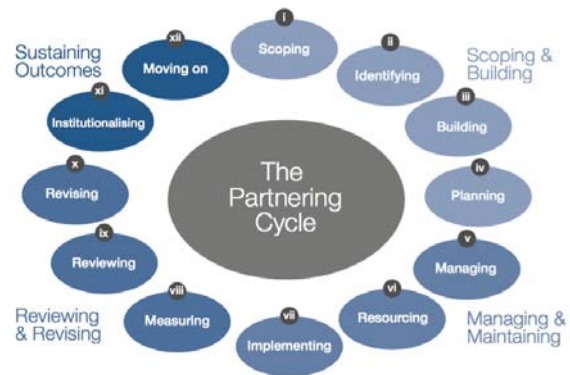 The
Partnering
Cycle
i
Scoping
ii
Identifying
iii
Building
iv
Planning
v
Managing
vi
Resourcing
vii
Implementing
viii
Measuring
ix
Reviewing
x
Revising
xi
Institutionalising
xii
Moving on
Scoping &
Building
Managing &
Maintaining
Reviewing
& Revising
Sustaining
Outcomes